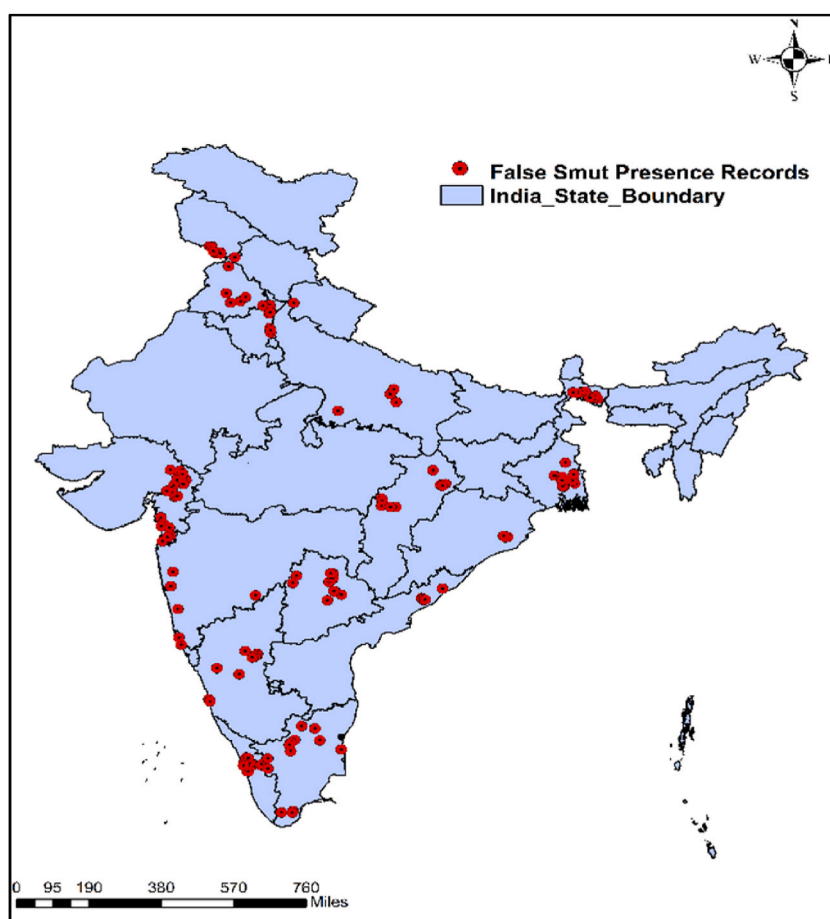 N
W
S
False Smut Presence Records
India_State_Boundary
0 95 190 380 570 760
Miles